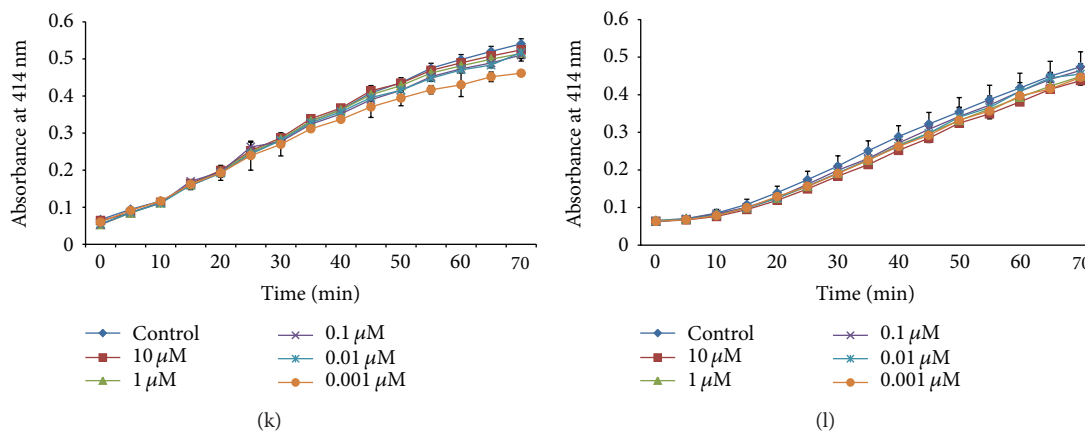 0.6
0.5
0.4
0.3
0.2
0.1
0
Absorbance at 414 nm
0 10 20 30 40 50 60 70
Time (min)
Control
10 μM
1 μM
0.1 μM
0.01 μM
0.001 μM
(k)
0.6
0.5
0.4
0.3
0.2
0.1
0
Absorbance at 414 nm
0 10 20 30 40 50 60 70
Time (min)
Control
10 μM
1 μM
0.1 μM
0.01 μM
0.001 μM
(l)